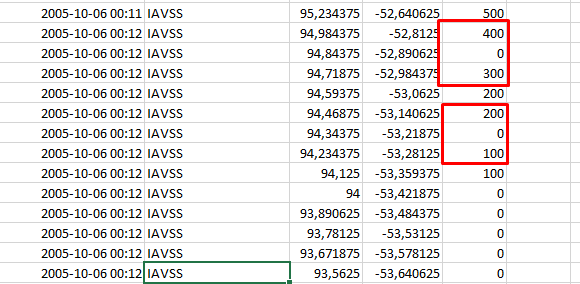 2005-10-06 00:11 IAVSS 95,234375 -52,640625 500
2005-10-06 00:12 IAVSS 94,984375 -52,8125 400
2005-10-06 00:12 IAVSS 94,84375 -52,890625 0
2005-10-06 00:12 IAVSS 94,71875 -52,984375 300
2005-10-06 00:12 IAVSS 94,59375 -53,0625 200
2005-10-06 00:12 IAVSS 94,46875 -53,140625 200
2005-10-06 00:12 IAVSS 94,34375 -53,21875 0
2005-10-06 00:12 IAVSS 94,234375 -53,28125 100
2005-10-06 00:12 IAVSS 94,125 -53,359375 100
2005-10-06 00:12 IAVSS 94 -53,421875 0
2005-10-06 00:12 IAVSS 93,890625 -53,484375 0
2005-10-06 00:12 IAVSS 93,78125 -53,53125 0
2005-10-06 00:12 IAVSS 93,671875 -53,578125 0
2005-10-06 00:12 IAVSS 93,5625 -53,640625 0